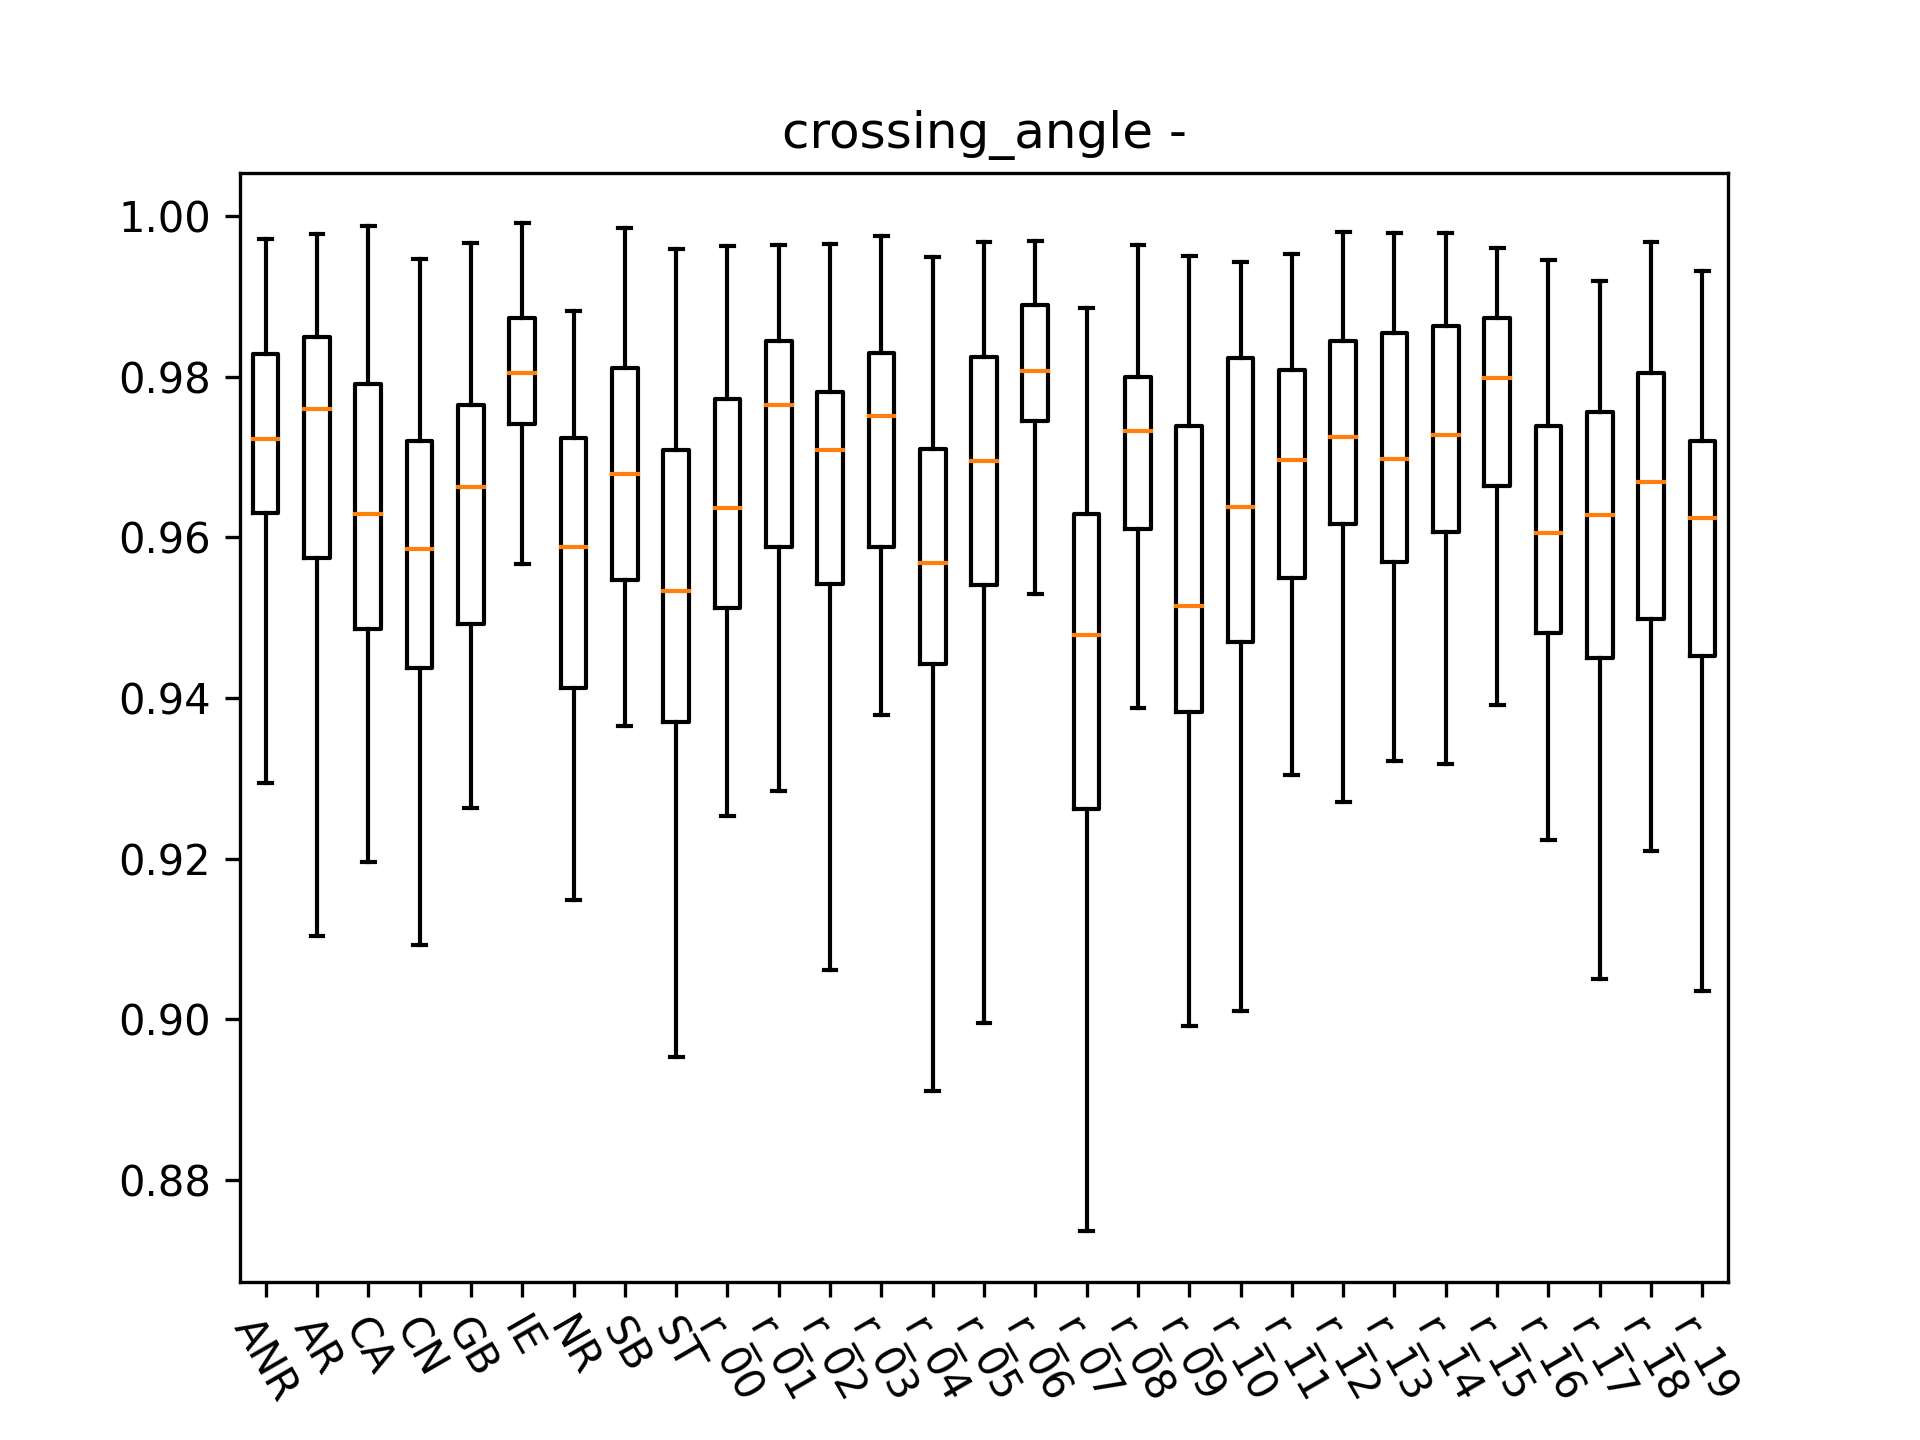 crossing_angle -
1.00
0.98
0.96
0.94
0.92
0.90
0.88
ANR
AR
CA
CN
GB
IE
NR
SB
ST
r_00
r_01
r_02
r_03
r_04
r_05
r_06
r_07
r_08
r_09
r_10
r_11
r_12
r_13
r_14
r_15
r_16
r_17
r_18
r_19